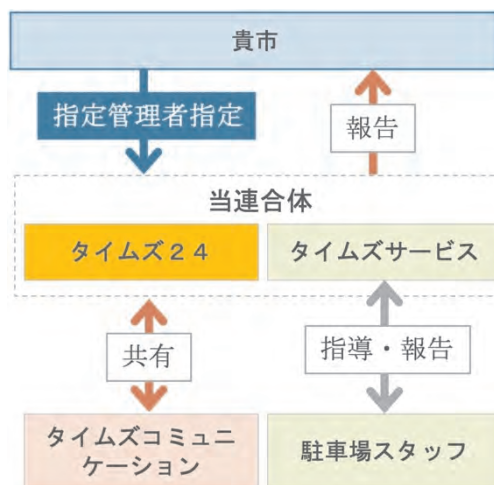 貴市
指定管理者指定
報告
当連合体
タイムズ２４
タイムズサービス
共有
指導・報告
タイムズコミュニ
ケーション
駐車場スタッフ